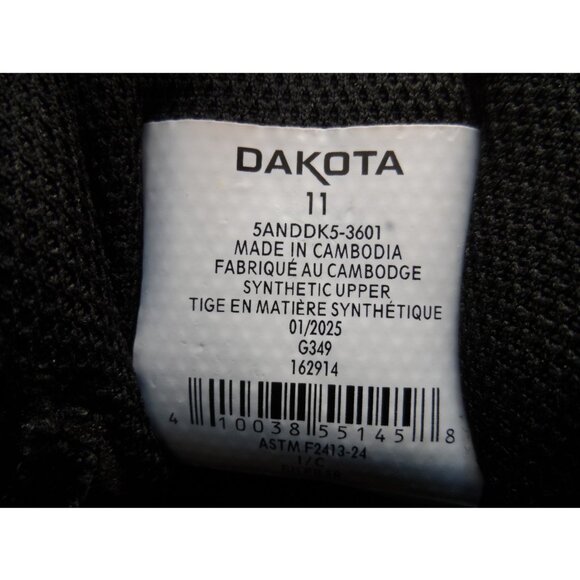 DAKOTA
11
5ANDDK5-3601
MADE IN CAMBODIA
FABRIQUÉ AU CAMBODGE
SYNTHETIC UPPER
TIGE EN MATIÈRE SYNTHÉTIQUE
01/2025
G349
162914
4 10038 55145 8
ASTM F2413-24
I/C